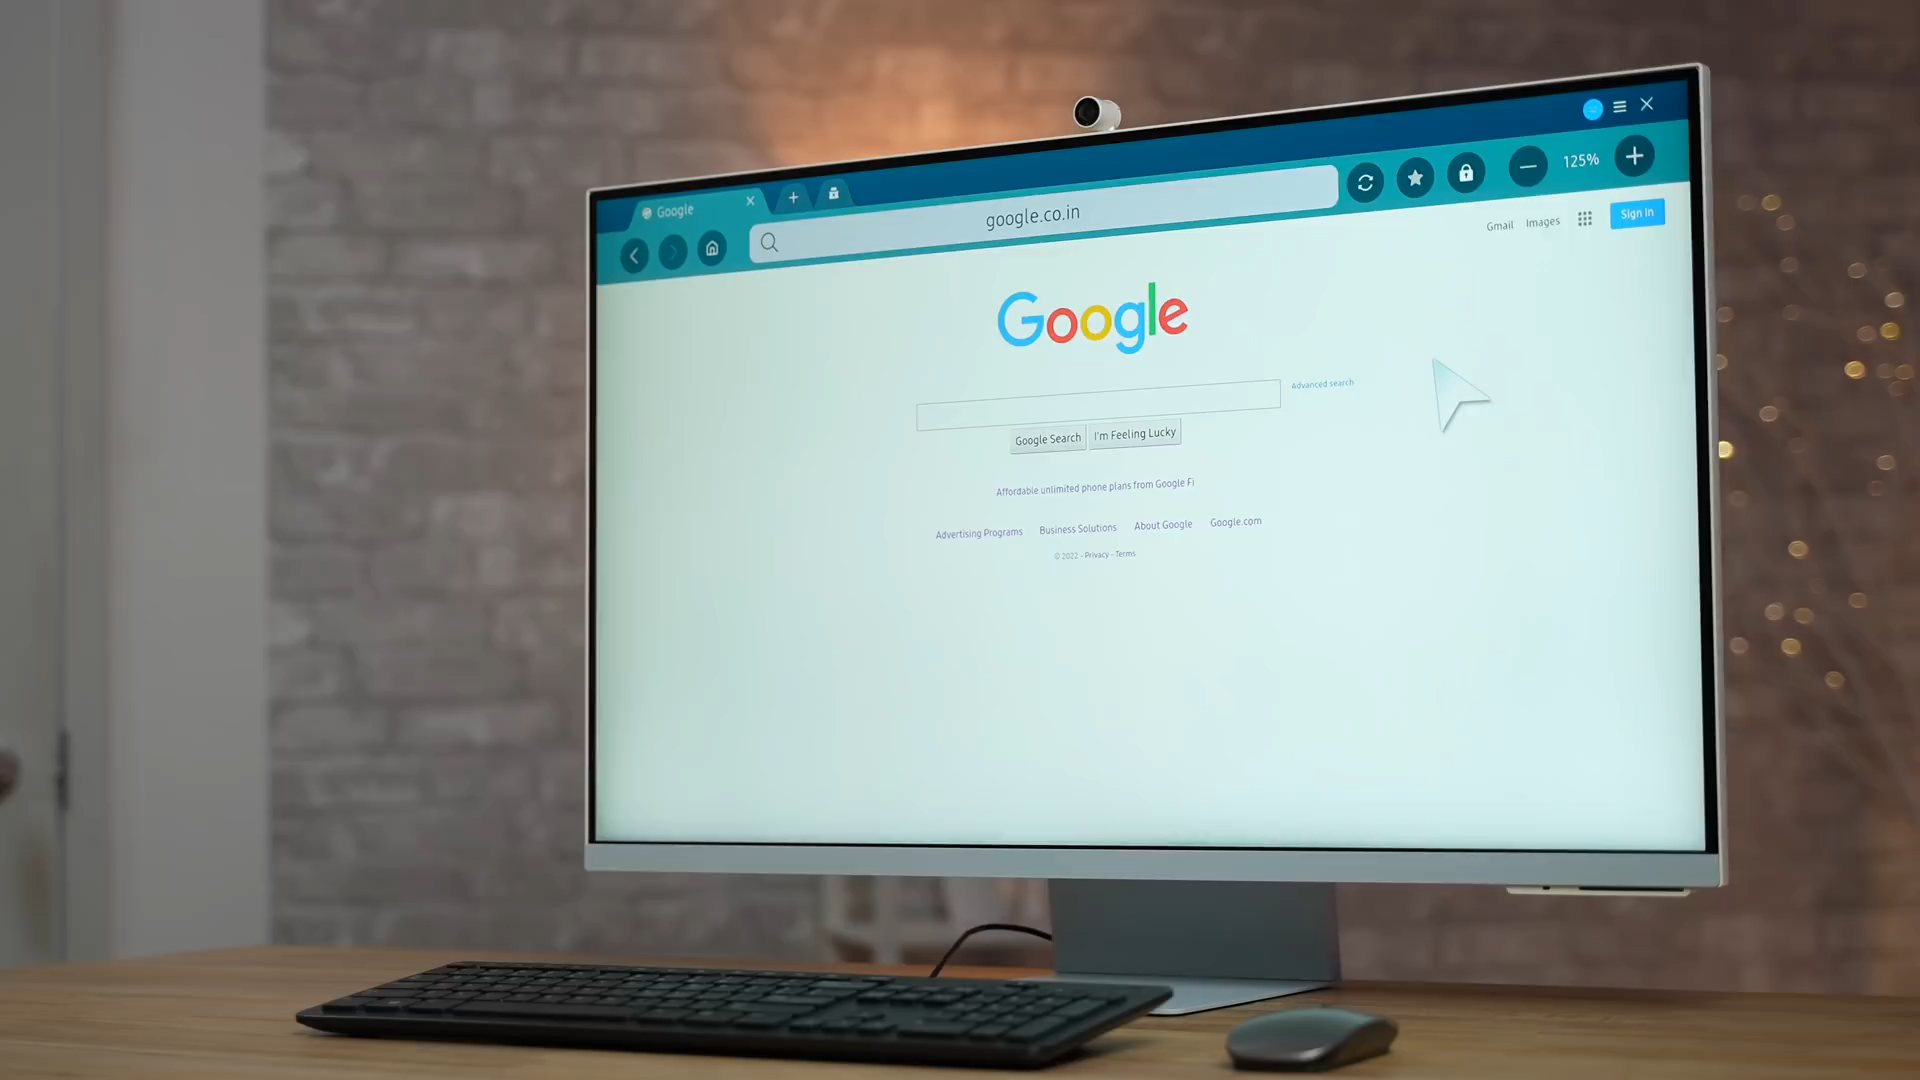 Google
125%
google.co.in
Gmail Images Sign in
Google
Advanced search
Google Search I'm Feeling Lucky
Affordable unlimited phone plans from Google Fi
Advertising Programs Business Solutions About Google Google.com
© 2022 - Privacy - Terms